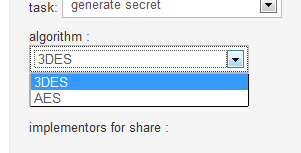 task: generate secret
algorithm :
3DES
3DES
AES
implementors for share :